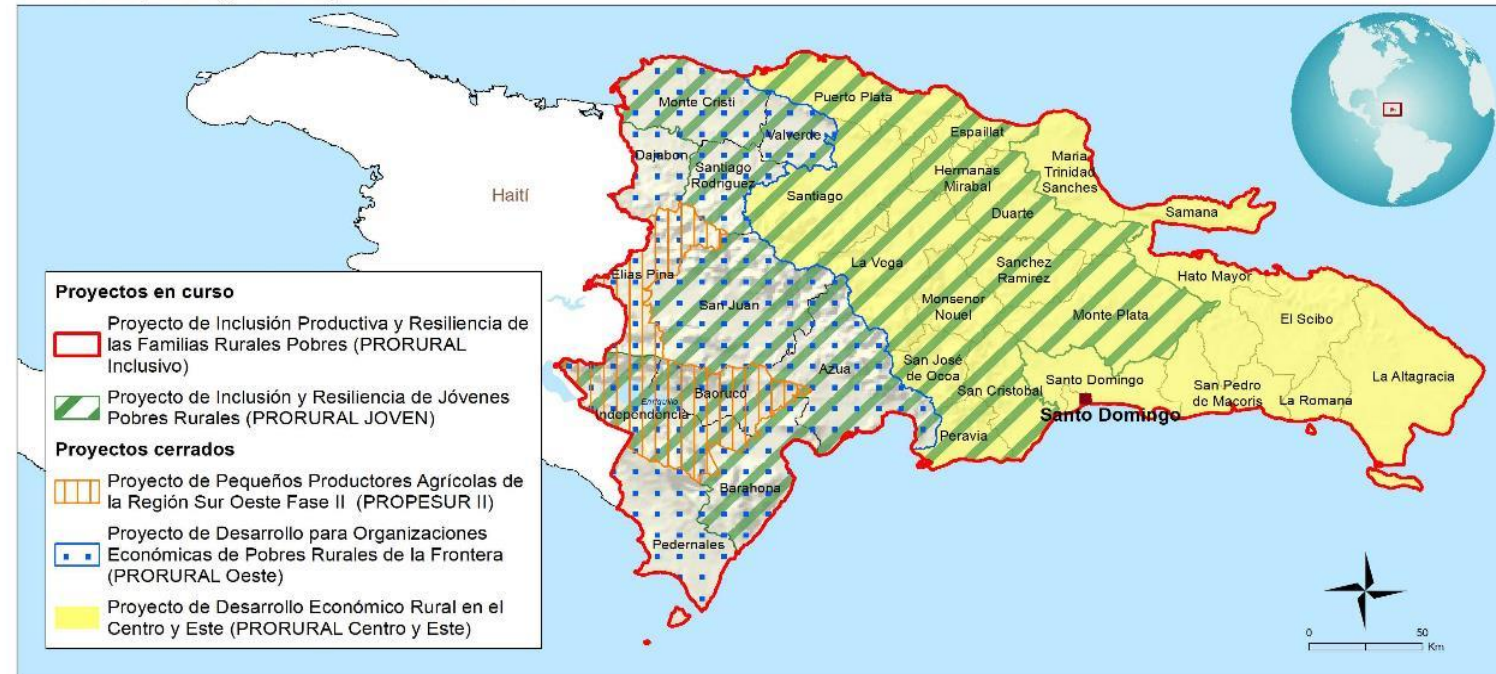 Monte Cristi
Puerto Plata
Valverde
Espaillat
Dajabon
Santiago
Rodriguez
Hermanas
Mirabal
Maria
Trinidad
Sanches
Haití
Santiago
Duarte
Samana
Elias Pina
La Vega
Sanchez
Ramirez
Hato Mayor
San Juan
Monsenor
Nouel
Monte Plata
El Scibo
Azua
San José
de Ocoa
San Cristobal
Santo Domingo
San Pedro
de Macoris
La Romana
La Altagracia
Enriquillo
Independencia
Baoruco
Santo Domingo
Peravia
Barahona
Pedernales
Proyectos en curso
Proyecto de Inclusión Productiva y Resiliencia de
las Familias Rurales Pobres (PRORURAL
Inclusivo)
Proyecto de Inclusión y Resiliencia de Jóvenes
Pobres Rurales (PRORURAL JOVEN)
Proyectos cerrados
Proyecto de Pequeños Productores Agrícolas de
la Región Sur Oeste Fase II (PROPESUR II)
Proyecto de Desarrollo para Organizaciones
Económicas de Pobres Rurales de la Frontera
(PRORURAL Oeste)
Proyecto de Desarrollo Económico Rural en el
Centro y Este (PRORURAL Centro y Este)
0 50
Km